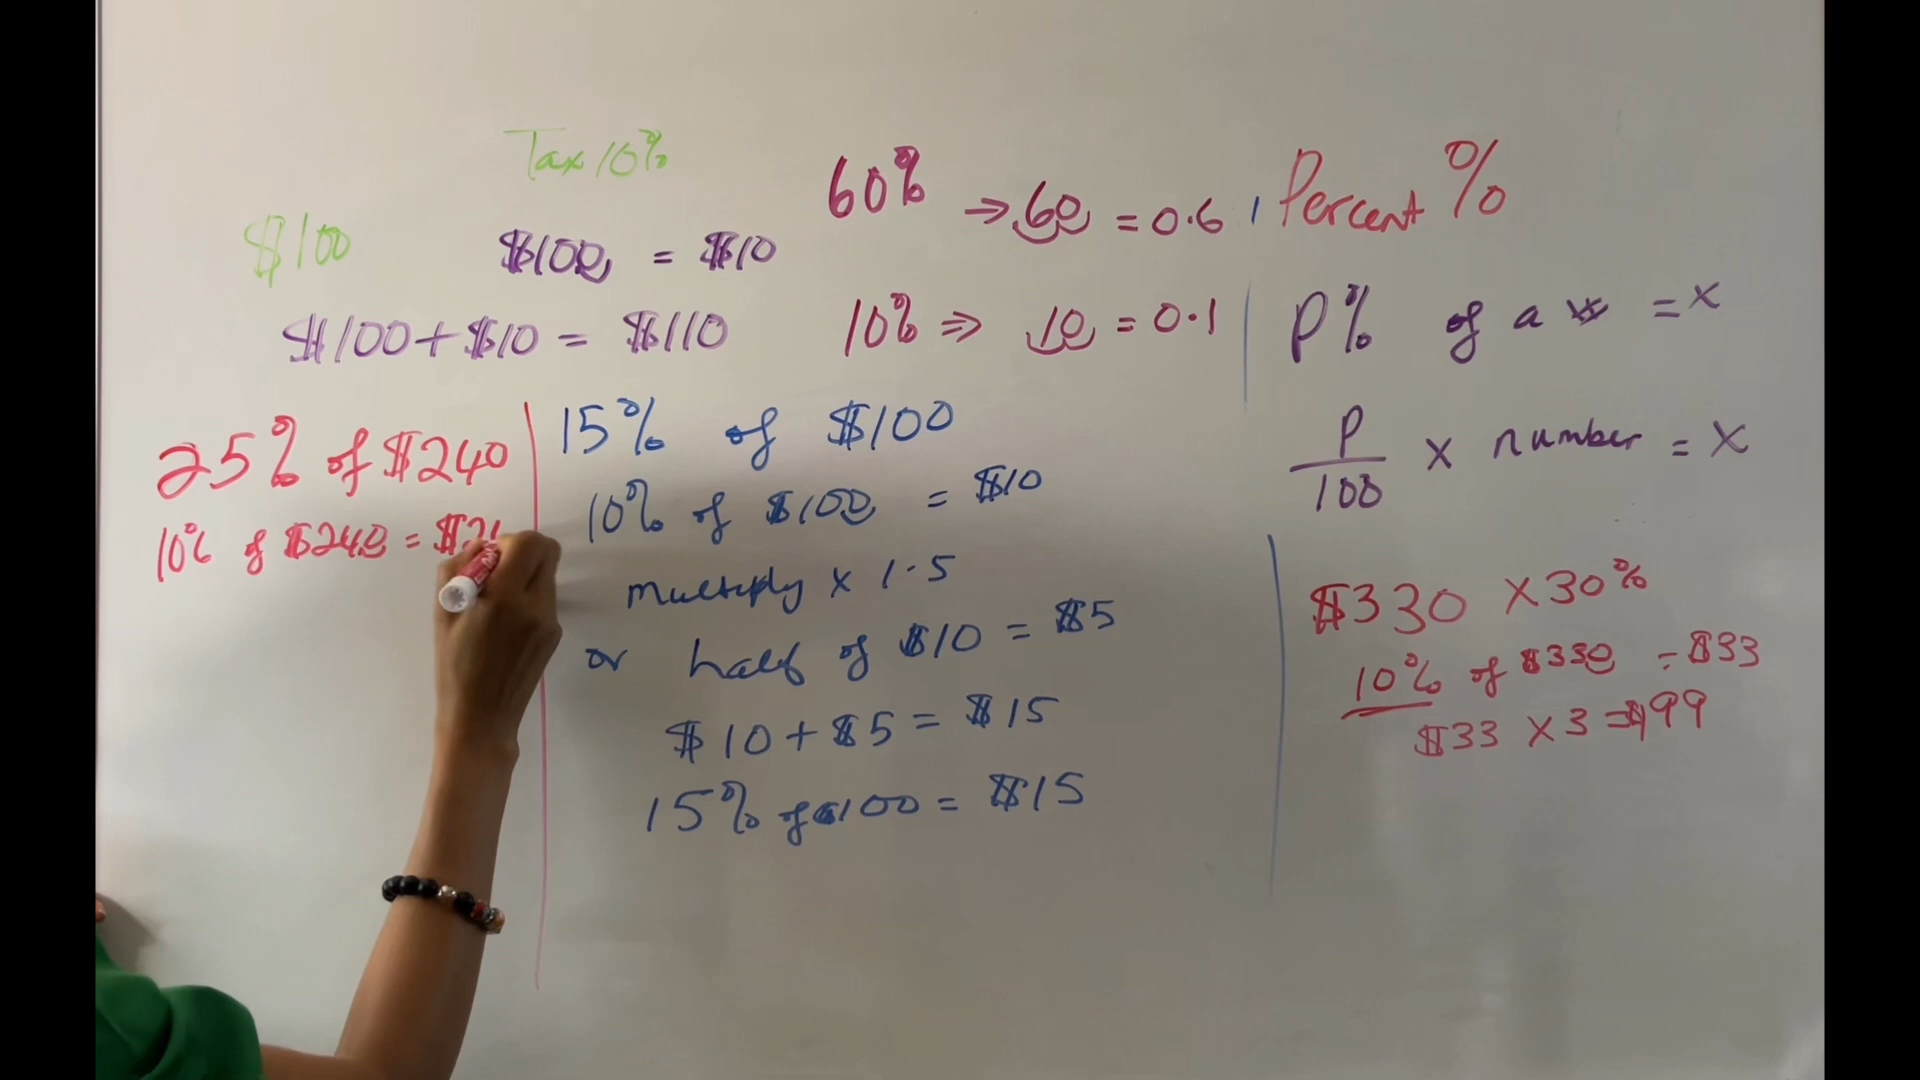 Tax 10%
$100
$100 = $10
$100 + $10 = $110
60% → 60 = 0.6
10% ⇒ 10 = 0.1
Percent %
P% of a = x
P/100 x number = x
25% of $240
10% of $240 = $2
15% of $100
10% of $100 = $10
multiply x 1.5
or half of $10 = $5
$10 + $5 = $15
15% of $100 = $15
$330 x 30%
10% of $330 = $33
$33 x 3 = $99